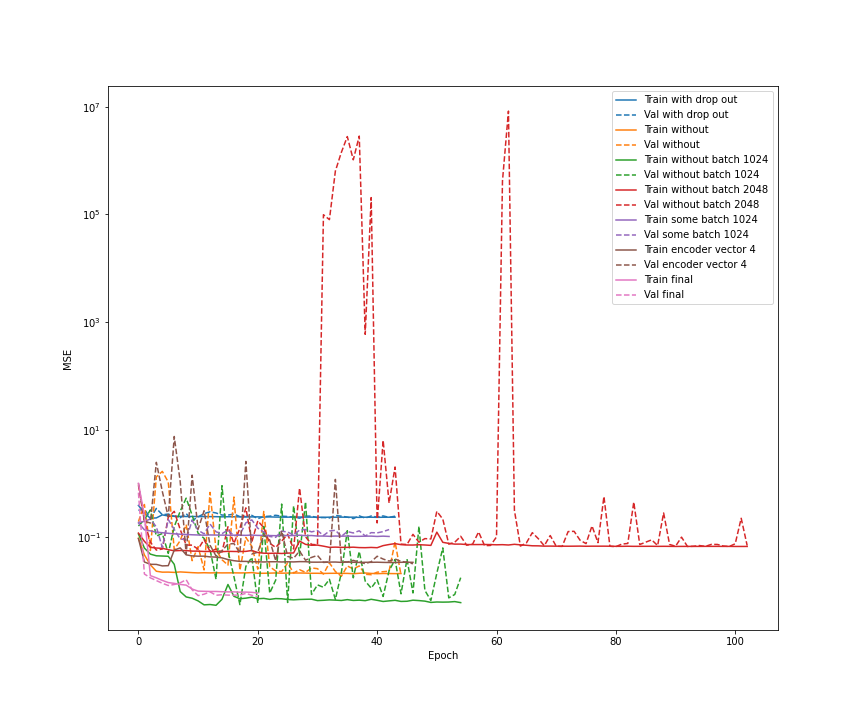 10^7
10^5
10^3
10^1
10^−1
MSE
0
20
40
60
80
100
Epoch
Train with drop out
Val with drop out
Train without
Val without
Train without batch 1024
Val without batch 1024
Train without batch 2048
Val without batch 2048
Train some batch 1024
Val some batch 1024
Train encoder vector 4
Val encoder vector 4
Train final
Val final